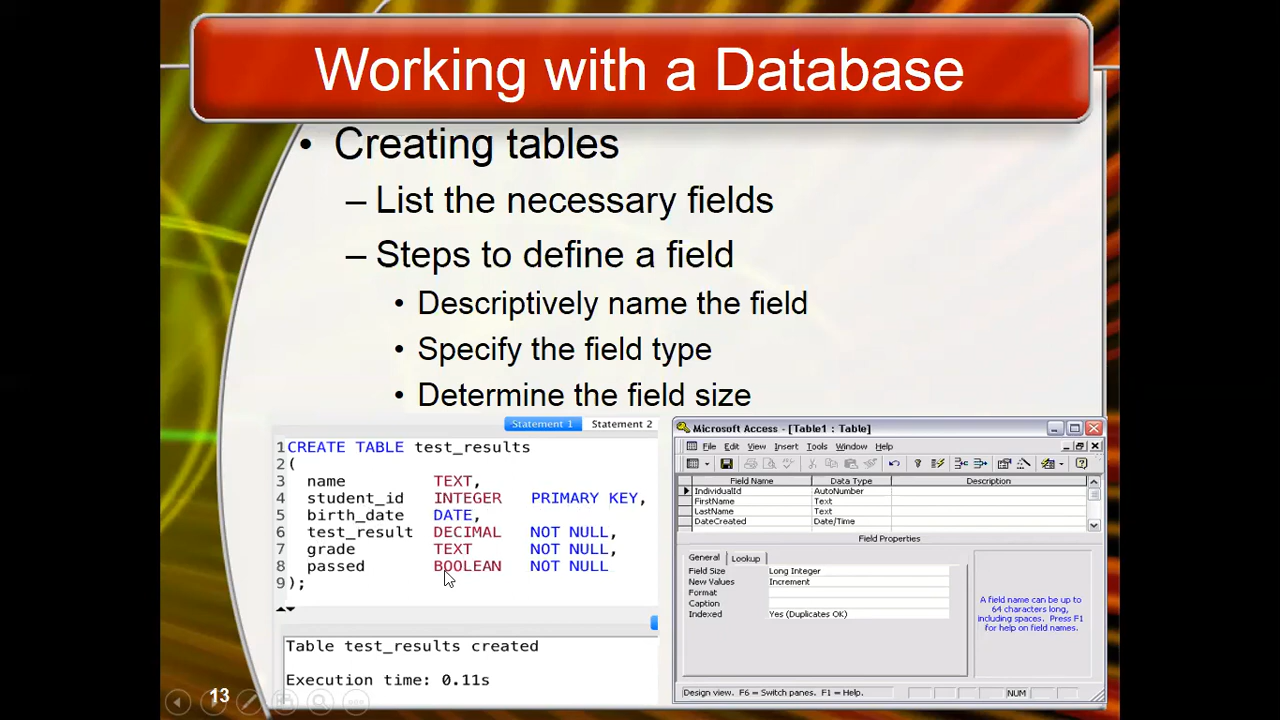 Working with a Database
• Creating tables
– List the necessary fields
– Steps to define a field
• Descriptively name the field
• Specify the field type
• Determine the field size
Statement 1 Statement 2
1 CREATE TABLE test_results
2 (
3 name TEXT,
4 student_id INTEGER PRIMARY KEY,
5 birth_date DATE,
6 test_result DECIMAL NOT NULL,
7 grade TEXT NOT NULL,
8 passed BOOLEAN NOT NULL
9 );
Table test_results created
Execution time: 0.11s
Microsoft Access - [Table1 : Table]
File Edit View Insert Tools Window Help
Field Name Data Type Description
IndividualId AutoNumber
FirstName Text
LastName Text
DateCreated Date/Time
Field Properties
General Lookup
Field Size Long Integer
New Values Increment
Format
Caption
Indexed Yes (Duplicates OK)
A field name can be up to
64 characters long,
including spaces. Press F1
for help on field names.
Design view. F6 = Switch panes. F1 = Help. NUM
13